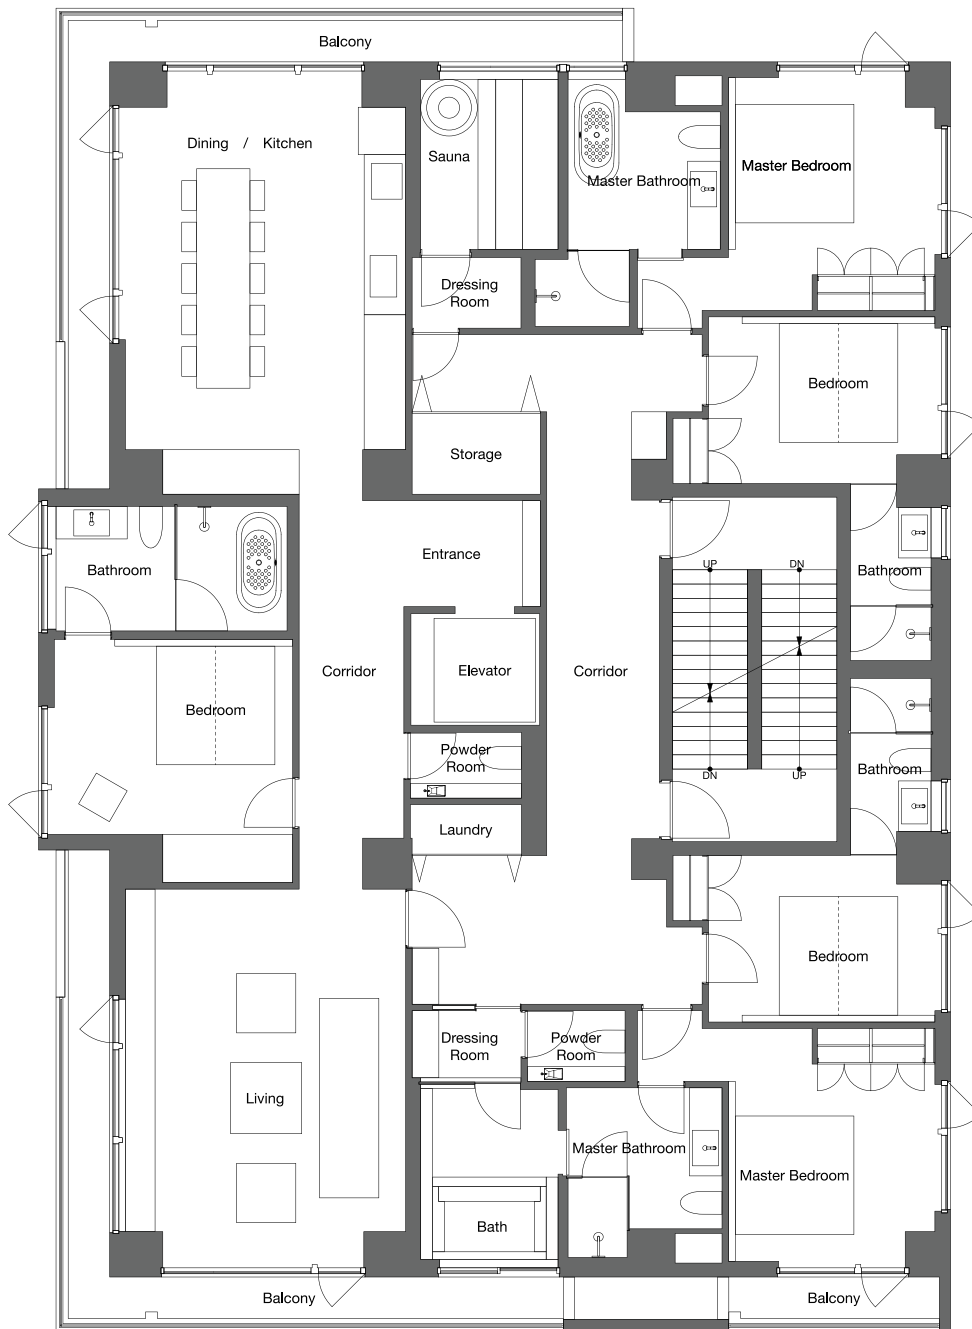 Balcony
Dining / Kitchen
Sauna
Master Bathroom
Master Bedroom
Dressing
Room
Bedroom
Storage
Entrance
UP
DN
Bathroom
Bathroom
Corridor
Elevator
Corridor
Bedroom
Powder
Room
DN
UP
Bathroom
Laundry
Bedroom
Dressing
Room
Powder
Room
Living
Master Bathroom
Master Bedroom
Bath
Balcony
Balcony